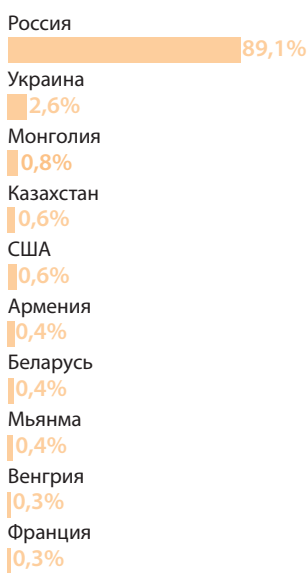 Россия
89,1%
Украина
2,6%
Монголия
0,8%
Казахстан
0,6%
США
0,6%
Армения
0,4%
Беларусь
0,4%
Мьянма
0,4%
Венгрия
0,3%
Франция
0,3%